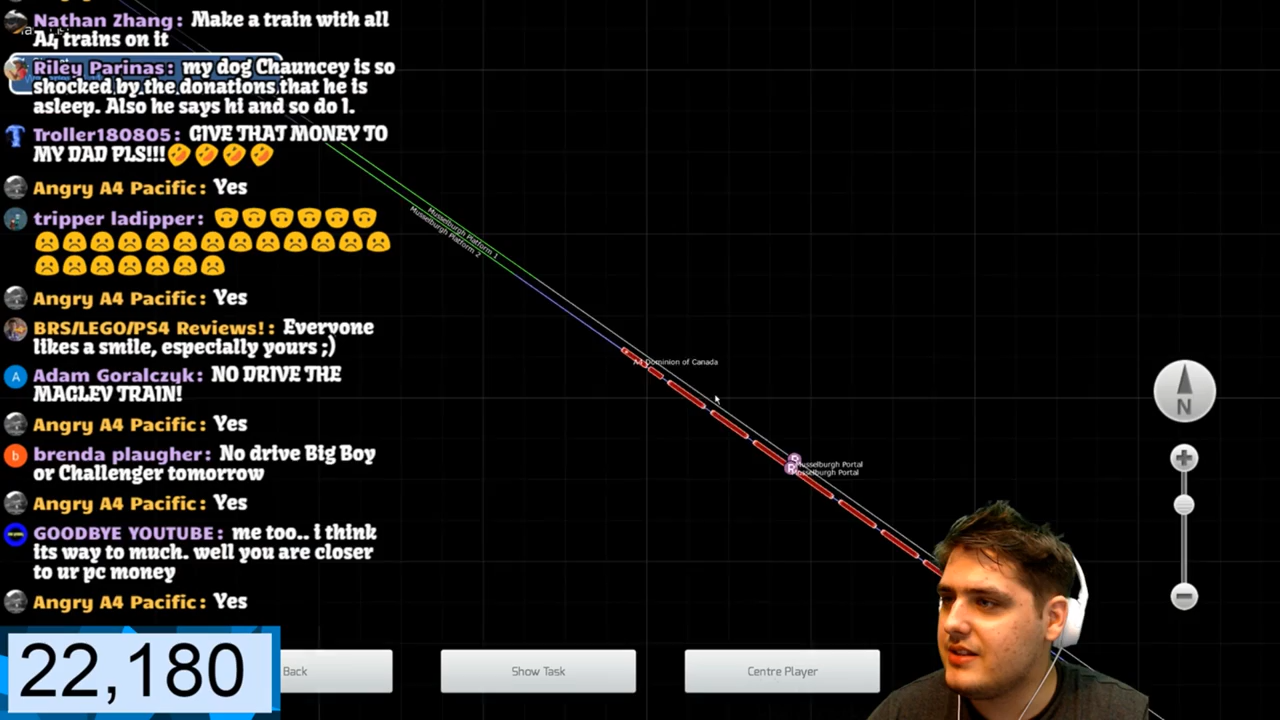 Nathan Zhang: Make a train with all
A4 trains on it
Riley Parinas: my dog Chauncey is so
shocked by the donations that he is
asleep. Also he says hi and so do I.
Troller180805: GIVE THAT MONEY TO
MY DAD PLS!!!
Angry A4 Pacific: Yes
tripper ladipper:
Angry A4 Pacific: Yes
BRS/LEGO/PS4 Reviews!: Everyone
likes a smile, especially yours ;)
A Adam Goralczyk: NO DRIVE THE
MAGLEV TRAIN!
Angry A4 Pacific: Yes
b brenda plaugher: No drive Big Boy
or Challenger tomorrow
Angry A4 Pacific: Yes
GOODBYE YOUTUBE: me too.. i think
its way to much. well you are closer
to ur pc money
Angry A4 Pacific: Yes
22,180
Musselburgh Platform 1
Musselburgh Platform 2
A4 Dominion of Canada
Musselburgh Portal
Musselburgh Portal
N
Back
Show Task
Centre Player